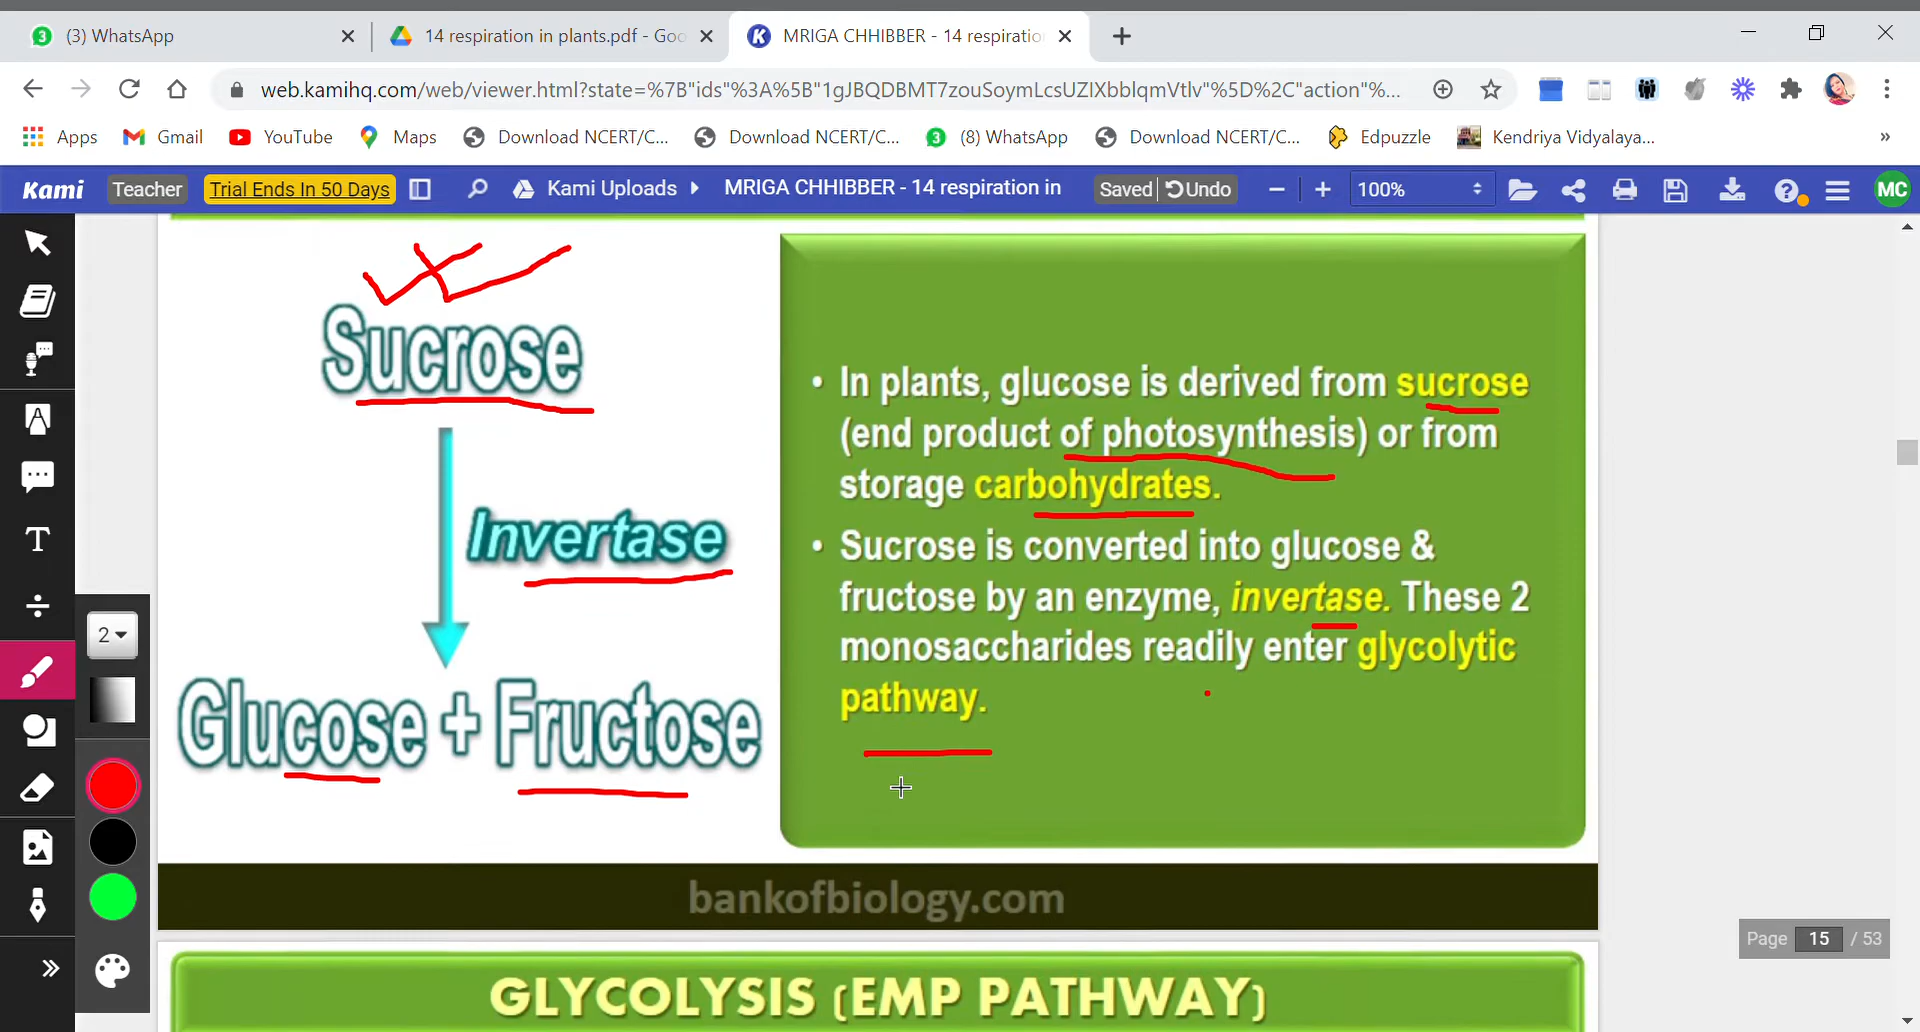 3 (3) WhatsApp
14 respiration in plants.pdf - Goo
K MRIGA CHHIBBER - 14 respiratio
web.kamihq.com/web/viewer.html?state=%7B"ids"%3A%5B"1gJBQDBMT7zouSoymLcsUZIXbblqmVtlv"%5D%2C"action"%...
Apps Gmail YouTube Maps Download NCERT/C... Download NCERT/C... 3 (8) WhatsApp Download NCERT/C... Edpuzzle Kendriya Vidyalaya... »
Kami Teacher Trial Ends In 50 Days Kami Uploads MRIGA CHHIBBER - 14 respiration in Saved Undo − + 100% MC
Sucrose
Invertase
Glucose + Fructose
• In plants, glucose is derived from sucrose
(end product of photosynthesis) or from
storage carbohydrates.
• Sucrose is converted into glucose &
fructose by an enzyme, invertase. These 2
monosaccharides readily enter glycolytic
pathway.
2
bankofbiology.com
Page 15 / 53
GLYCOLYSIS (EMP PATHWAY)